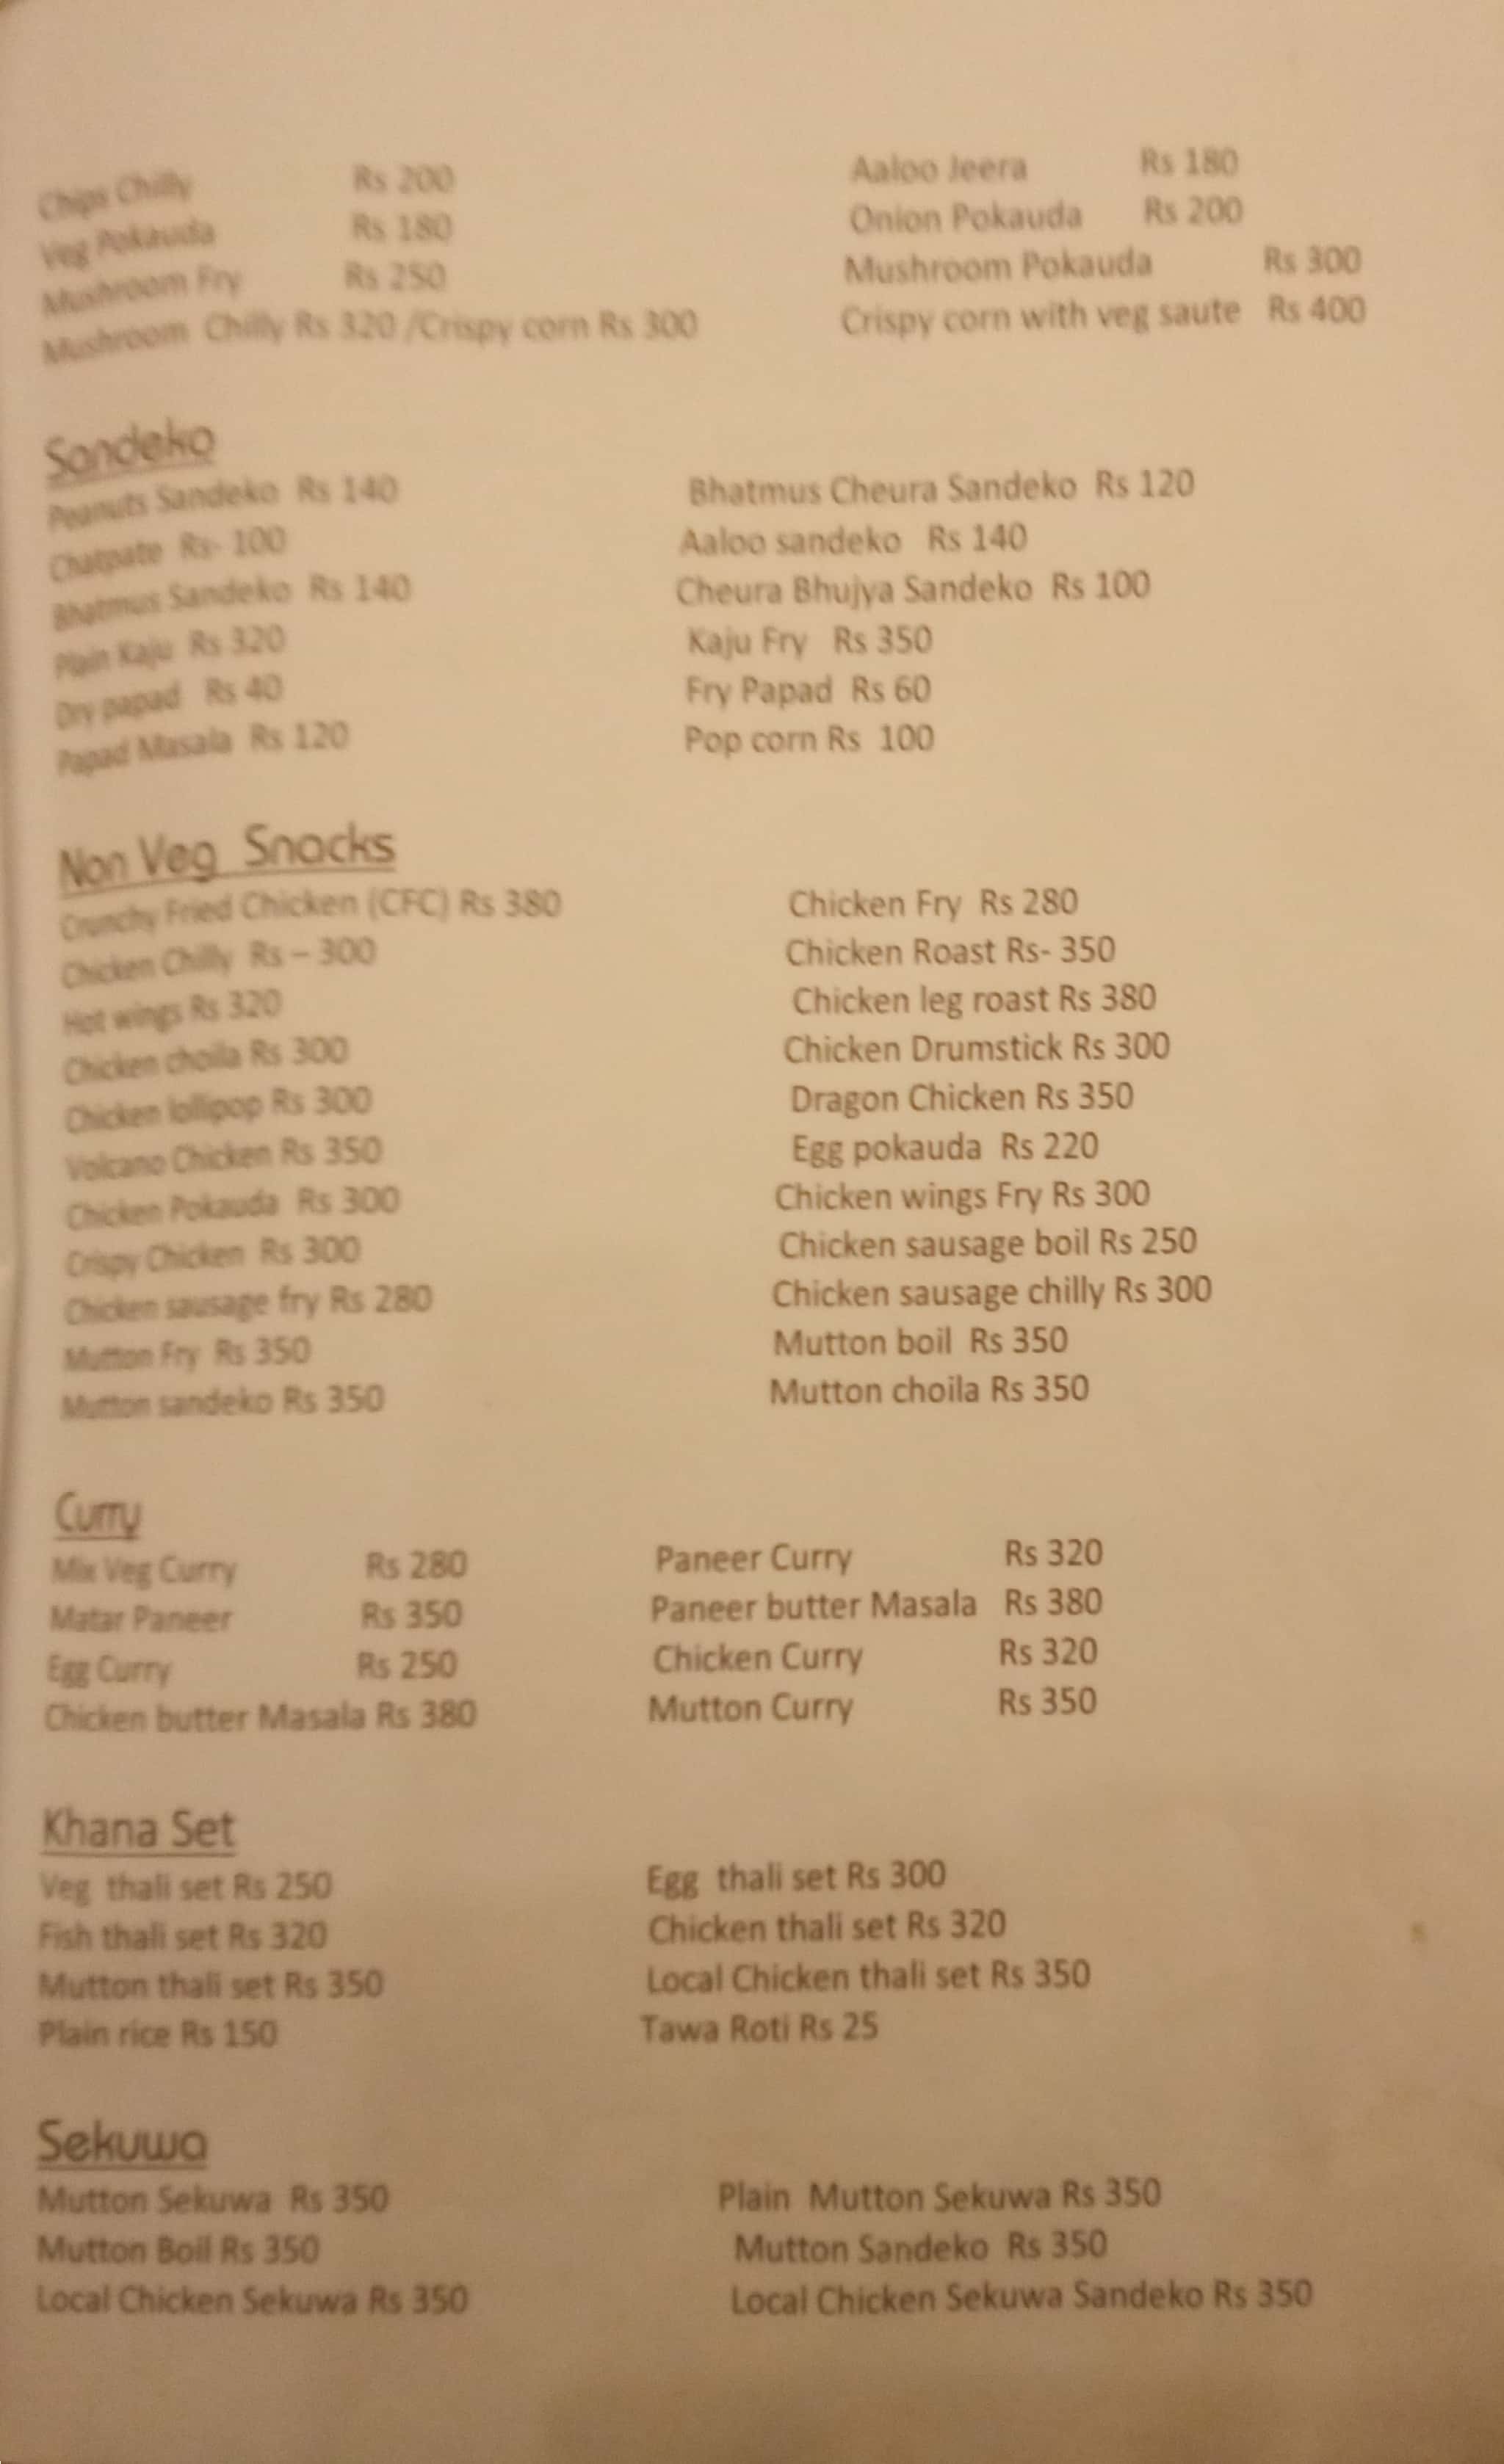 Chips Chilly Rs 200 Aaloo Jeera Rs 180
Veg Pokauda Rs 180 Onion Pokauda Rs 200
Mushroom Fry Rs 250 Mushroom Pokauda Rs 300
Mushroom Chilly Rs 320 /Crispy corn Rs 300 Crispy corn with veg saute Rs 400
Sandeko
Peanuts Sandeko Rs 140 Bhatmus Cheura Sandeko Rs 120
Chatpate Rs- 100 Aaloo sandeko Rs 140
Bhatmus Sandeko Rs 140 Cheura Bhujya Sandeko Rs 100
Plain Kaju Rs 320 Kaju Fry Rs 350
Dry papad Rs 40 Fry Papad Rs 60
Papad Masala Rs 120 Pop corn Rs 100
Non Veg Snacks
Crunchy Fried Chicken (CFC) Rs 380 Chicken Fry Rs 280
Chicken Chilly Rs – 300 Chicken Roast Rs- 350
Hot wings Rs 320 Chicken leg roast Rs 380
Chicken choila Rs 300 Chicken Drumstick Rs 300
Chicken lollipop Rs 300 Dragon Chicken Rs 350
Volcano Chicken Rs 350 Egg pokauda Rs 220
Chicken Pokauda Rs 300 Chicken wings Fry Rs 300
Crispy Chicken Rs 300 Chicken sausage boil Rs 250
Chicken sausage fry Rs 280 Chicken sausage chilly Rs 300
Mutton Fry Rs 350 Mutton boil Rs 350
Mutton sandeko Rs 350 Mutton choila Rs 350
Curry
Mix Veg Curry Rs 280 Paneer Curry Rs 320
Matar Paneer Rs 350 Paneer butter Masala Rs 380
Egg Curry Rs 250 Chicken Curry Rs 320
Chicken butter Masala Rs 380 Mutton Curry Rs 350
Khana Set
Veg thali set Rs 250 Egg thali set Rs 300
Fish thali set Rs 320 Chicken thali set Rs 320
Mutton thali set Rs 350 Local Chicken thali set Rs 350
Plain rice Rs 150 Tawa Roti Rs 25
Sekuwa
Mutton Sekuwa Rs 350 Plain Mutton Sekuwa Rs 350
Mutton Boil Rs 350 Mutton Sandeko Rs 350
Local Chicken Sekuwa Rs 350 Local Chicken Sekuwa Sandeko Rs 350